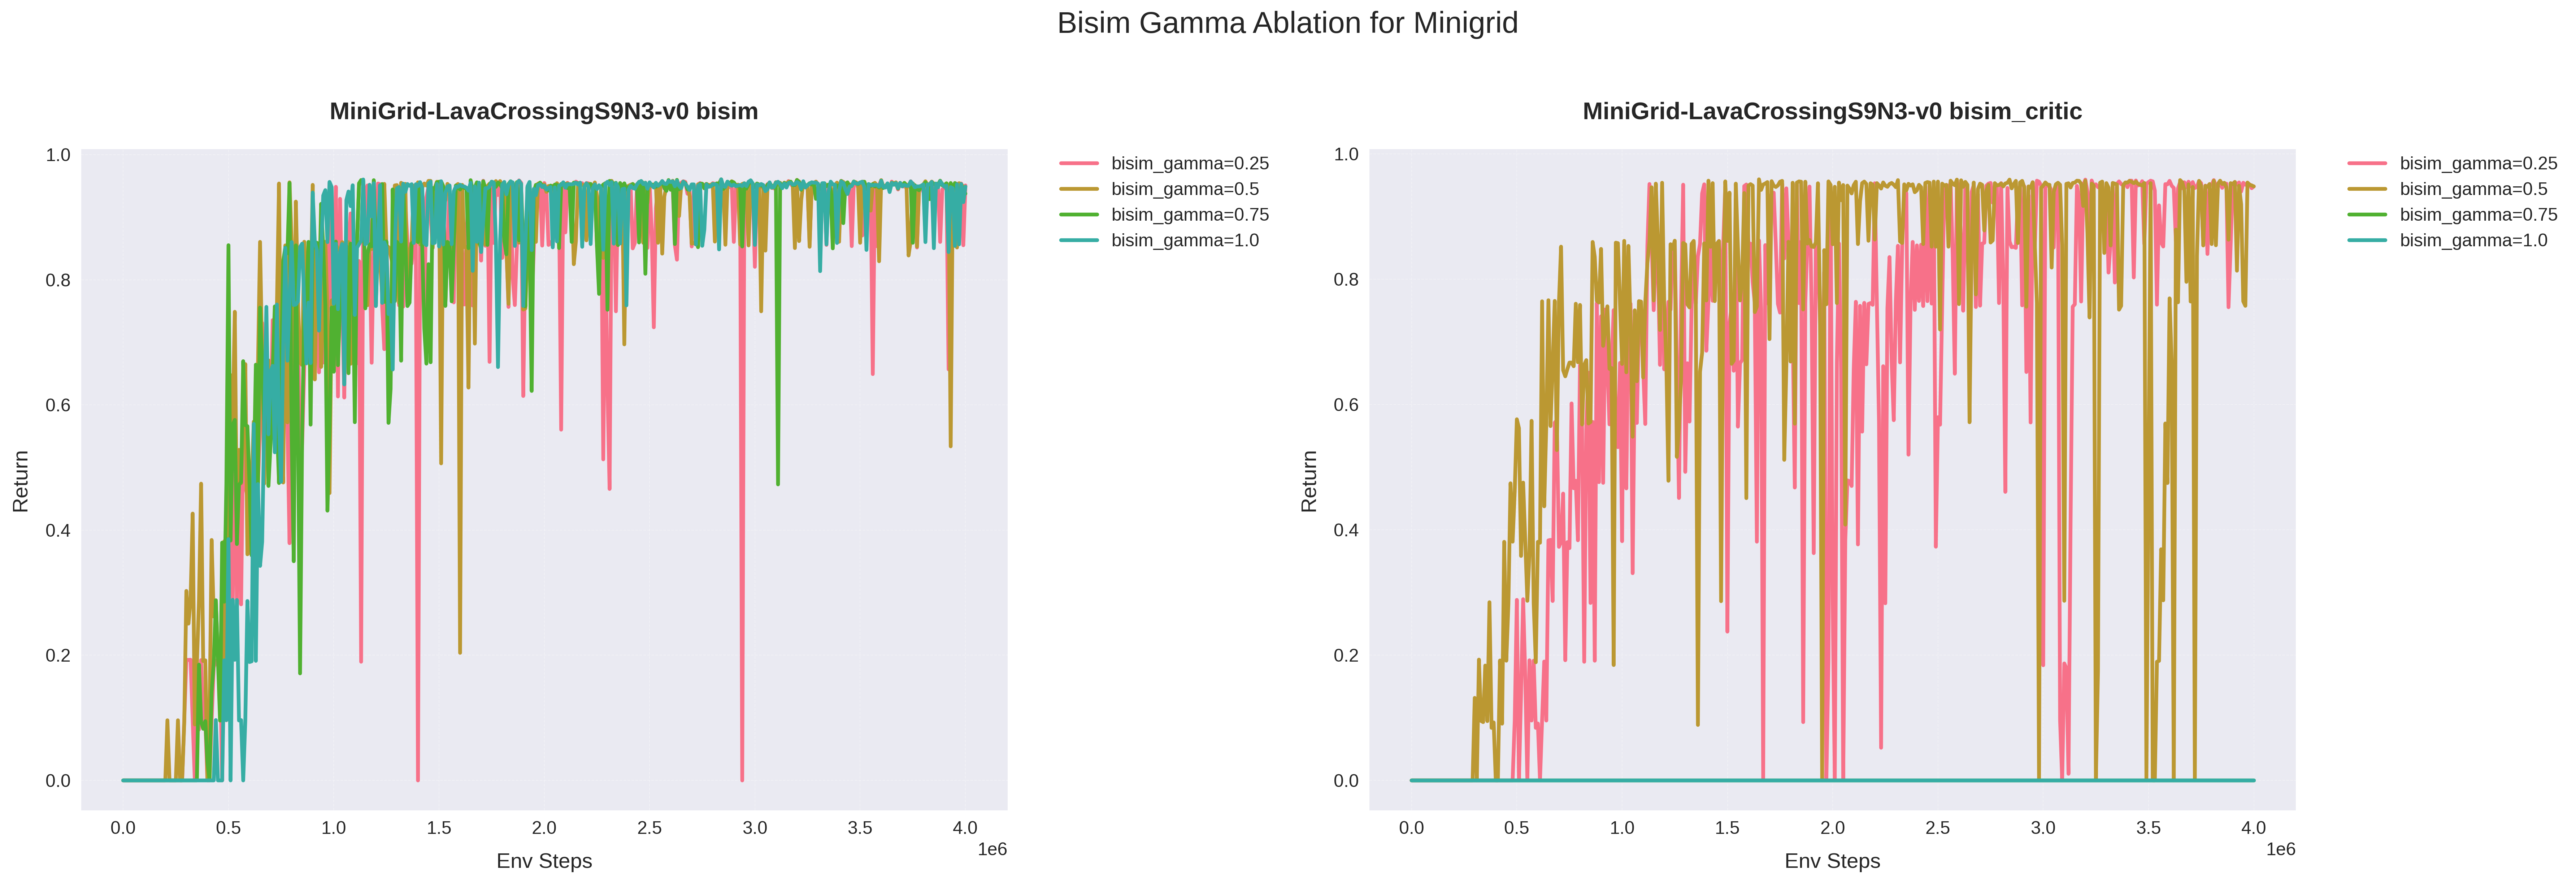 Bisim Gamma Ablation for Minigrid
MiniGrid-LavaCrossingS9N3-v0 bisim
1.0
0.8
0.6
0.4
0.2
0.0
Return
0.0 0.5 1.0 1.5 2.0 2.5 3.0 3.5 4.0
1e6
Env Steps
bisim_gamma=0.25
bisim_gamma=0.5
bisim_gamma=0.75
bisim_gamma=1.0
MiniGrid-LavaCrossingS9N3-v0 bisim_critic
1.0
0.8
0.6
0.4
0.2
0.0
Return
0.0 0.5 1.0 1.5 2.0 2.5 3.0 3.5 4.0
1e6
Env Steps
bisim_gamma=0.25
bisim_gamma=0.5
bisim_gamma=0.75
bisim_gamma=1.0